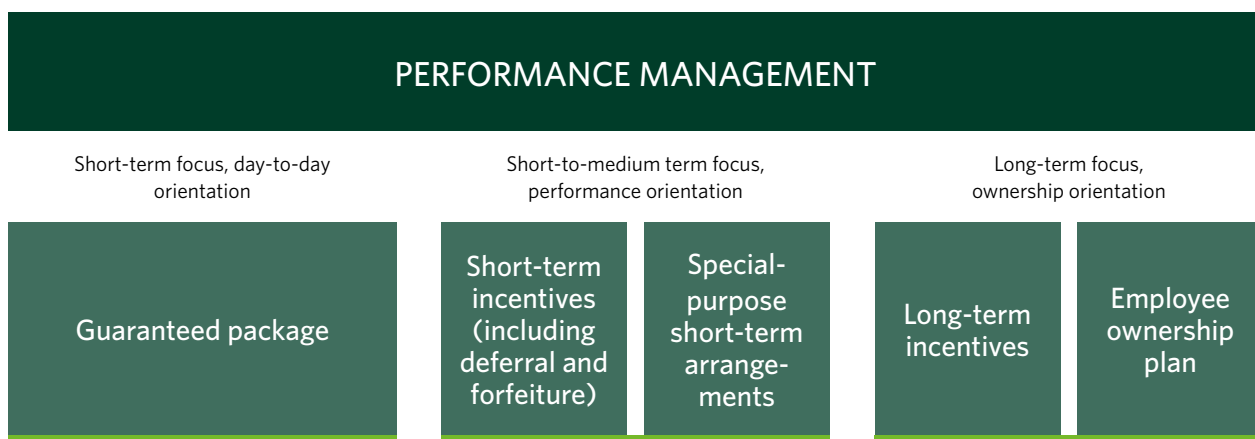 PERFORMANCE MANAGEMENT
Short-term focus, day-to-day
orientation
Short-to-medium term focus,
performance orientation
Long-term focus,
ownership orientation
Guaranteed package
Short-term
incentives
(including
deferral and
forfeiture)
Special-
purpose
short-term
arrange-
ments
Long-term
incentives
Employee
ownership
plan